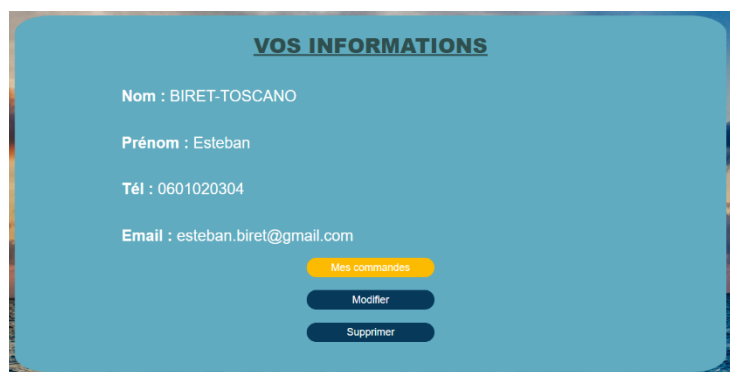 VOS INFORMATIONS
Nom : BIRET-TOSCANO
Prénom : Esteban
Tél : 0601020304
Email : esteban.biret@gmail.com
Mes commandes
Modifier
Supprimer